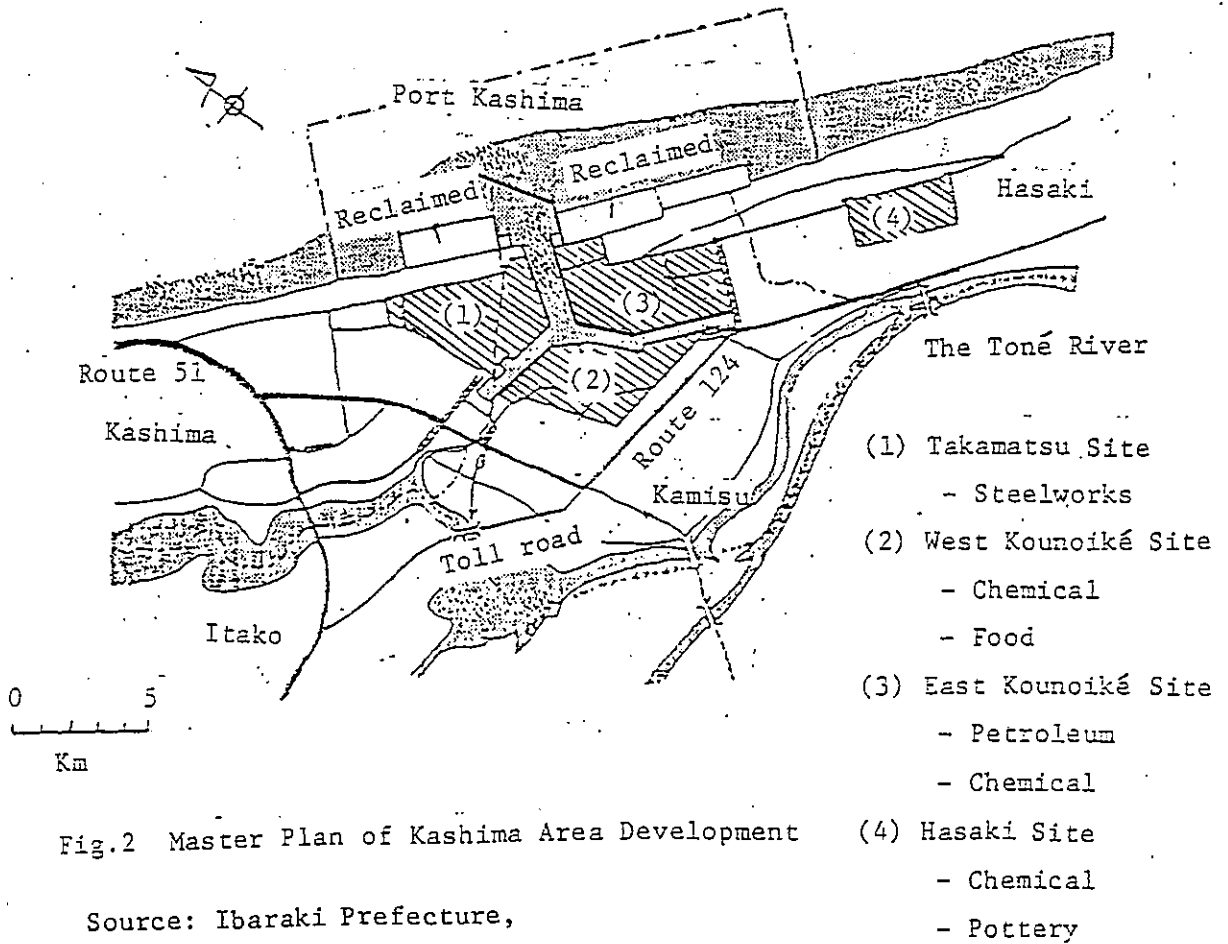 Port Kashima
Reclaimed
Reclaimed
Hasaki
(4)
(1)
(3)
(2)
Route 51
Kashima
Route 124
The Toné River
Kamisu
Toll road
Itako
0 5
Km
(1) Takamatsu Site
- Steelworks
(2) West Kounoiké Site
- Chemical
- Food
(3) East Kounoiké Site
- Petroleum
- Chemical
(4) Hasaki Site
- Chemical
- Pottery
Fig.2 Master Plan of Kashima Area Development
Source: Ibaraki Prefecture,